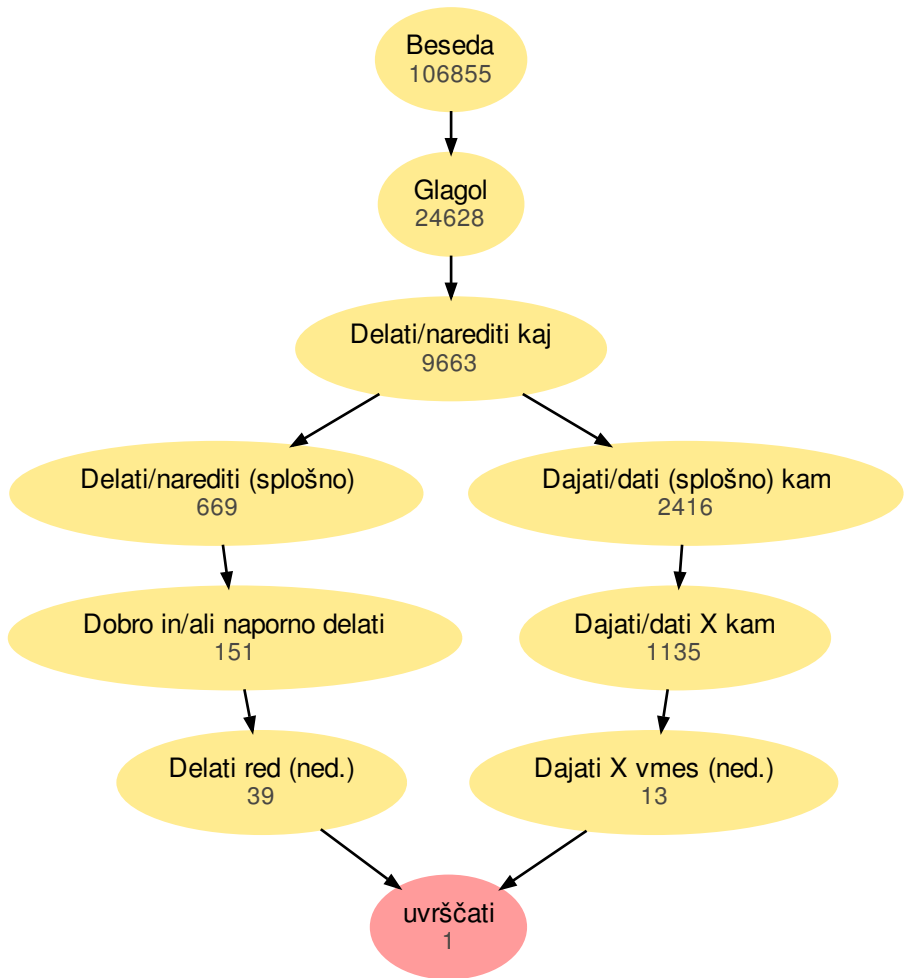 Beseda
106855
Glagol
24628
Delati/narediti kaj
9663
Delati/narediti (splošno)
669
Dajati/dati (splošno) kam
2416
Dobro in/ali naporno delati
151
Dajati/dati X kam
1135
Delati red (ned.)
39
Dajati X vmes (ned.)
13
uvrščati
1